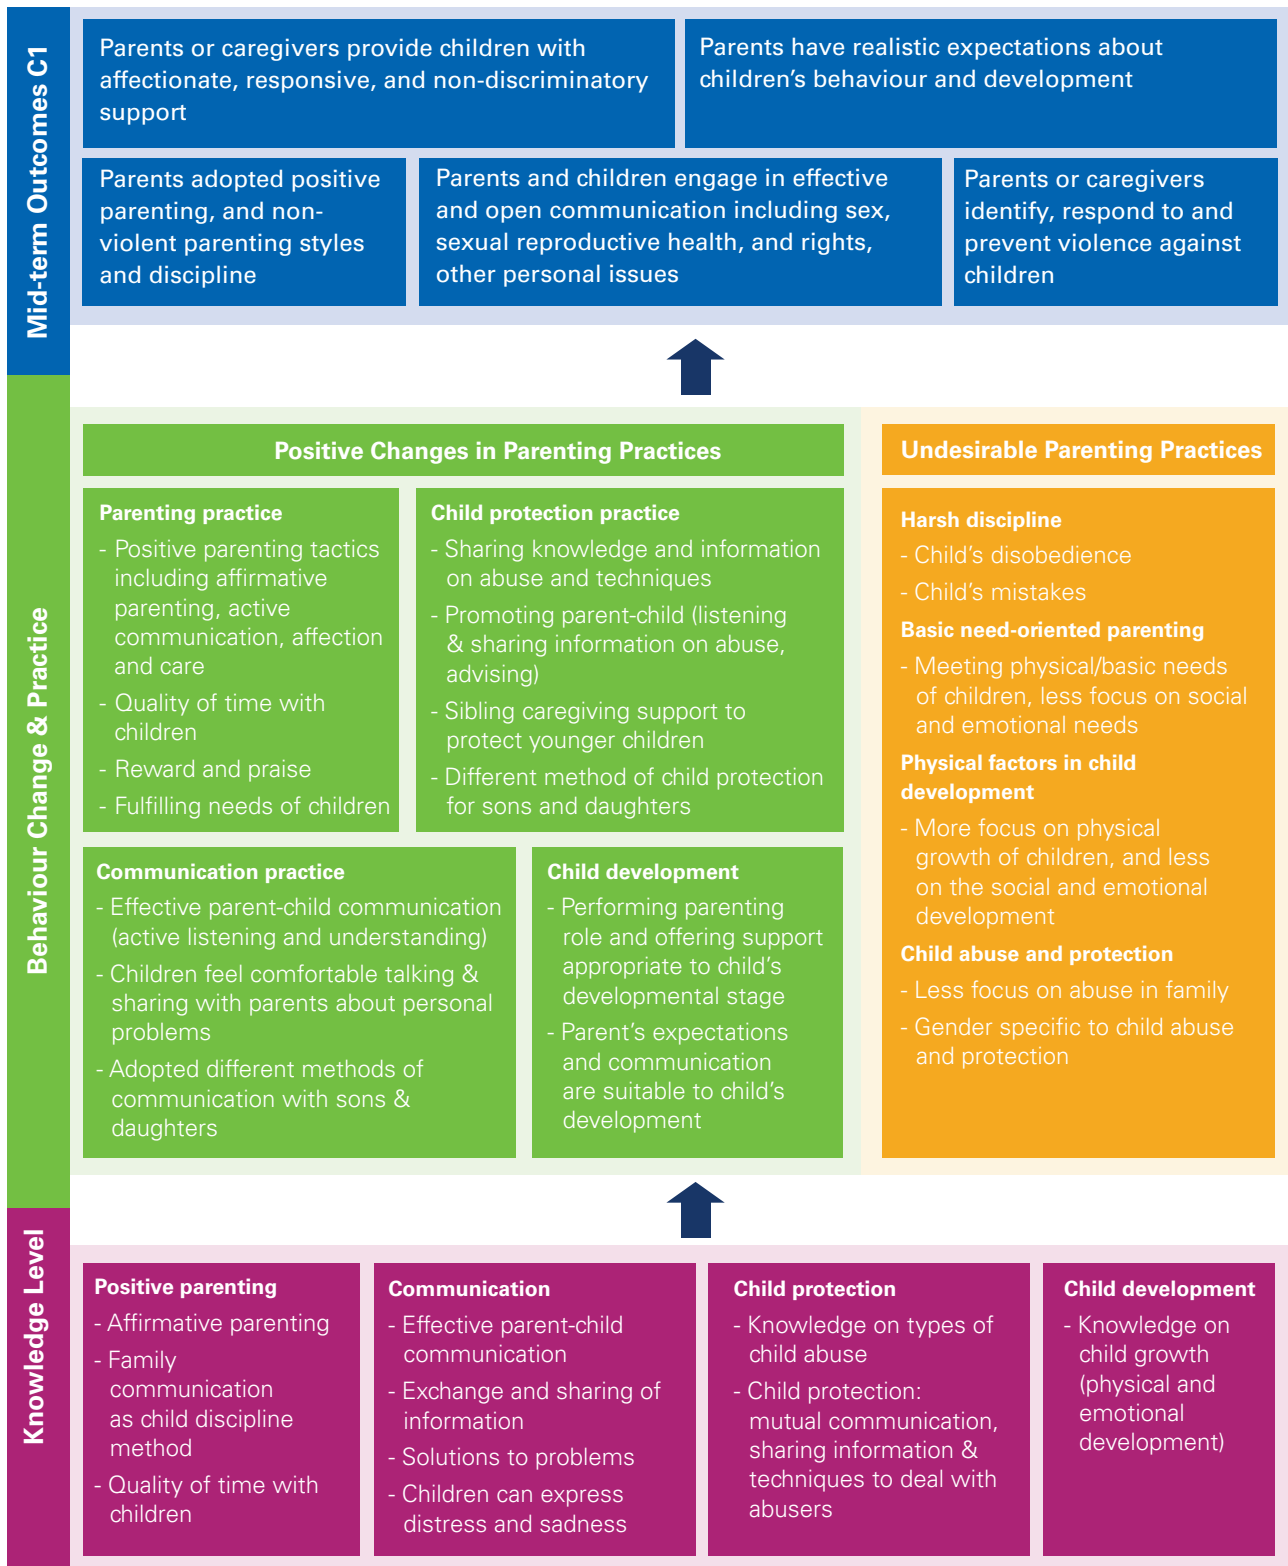 Mid-term Outcomes C1
Parents or caregivers provide children with
affectionate, responsive, and non-discriminatory
support
Parents have realistic expectations about
children’s behaviour and development
Parents adopted positive
parenting, and non-
violent parenting styles
and discipline
Parents and children engage in effective
and open communication including sex,
sexual reproductive health, and rights,
other personal issues
Parents or caregivers
identify, respond to and
prevent violence against
children
Behaviour Change & Practice
Positive Changes in Parenting Practices
Parenting practice
- Positive parenting tactics
including affirmative
parenting, active
communication, affection
and care
- Quality of time with
children
- Reward and praise
- Fulfilling needs of children
Child protection practice
- Sharing knowledge and information
on abuse and techniques
- Promoting parent-child (listening
& sharing information on abuse,
advising)
- Sibling caregiving support to
protect younger children
- Different method of child protection
for sons and daughters
Communication practice
- Effective parent-child communication
(active listening and understanding)
- Children feel comfortable talking &
sharing with parents about personal
problems
- Adopted different methods of
communication with sons &
daughters
Child development
- Performing parenting
role and offering support
appropriate to child’s
developmental stage
- Parent’s expectations
and communication
are suitable to child’s
development
Undesirable Parenting Practices
Harsh discipline
- Child’s disobedience
- Child’s mistakes
Basic need-oriented parenting
- Meeting physical/basic needs
of children, less focus on social
and emotional needs
Physical factors in child
development
- More focus on physical
growth of children, and less
on the social and emotional
development
Child abuse and protection
- Less focus on abuse in family
- Gender specific to child abuse
and protection
Knowledge Level
Positive parenting
- Affirmative parenting
- Family
communication
as child discipline
method
- Quality of time with
children
Communication
- Effective parent-child
communication
- Exchange and sharing of
information
- Solutions to problems
- Children can express
distress and sadness
Child protection
- Knowledge on types of
child abuse
- Child protection:
mutual communication,
sharing information &
techniques to deal with
abusers
Child development
- Knowledge on
child growth
(physical and
emotional
development)